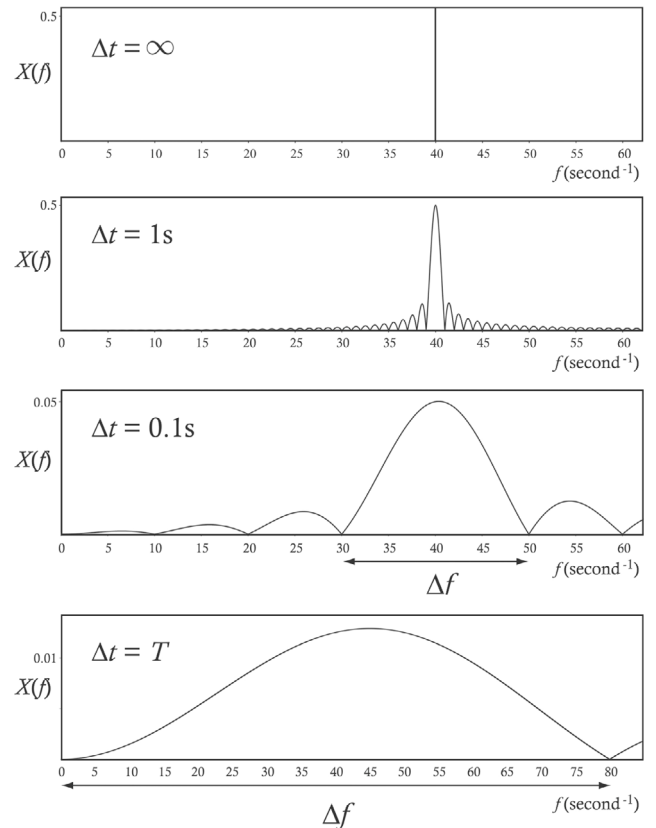 0.5
Δt = ∞
X(f)
0 5 10 15 20 25 30 35 40 45 50 55 60
f (second⁻¹)
0.5
Δt = 1s
X(f)
0 5 10 15 20 25 30 35 40 45 50 55 60
f (second⁻¹)
0.05
Δt = 0.1s
X(f)
0 5 10 15 20 25 30 35 40 45 50 55 60
Δf
f (second⁻¹)
Δt = T
0.01
X(f)
0 5 10 15 20 25 30 35 40 45 50 55 60 65 70 75 80
Δf
f (second⁻¹)